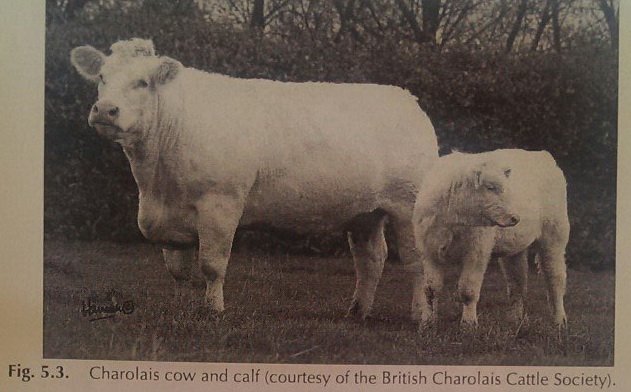 Fig. 5.3. Charolais cow and calf (courtesy of the British Charolais Cattle Society).